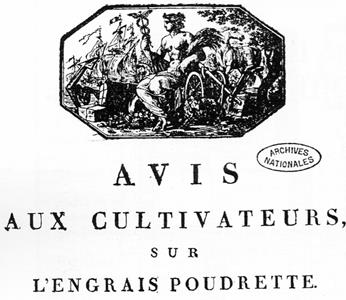 ARCHIVES
NATIONALES
AVIS
AUX CULTIVATEURS,
SUR
L'ENGRAIS POUDRETTE.